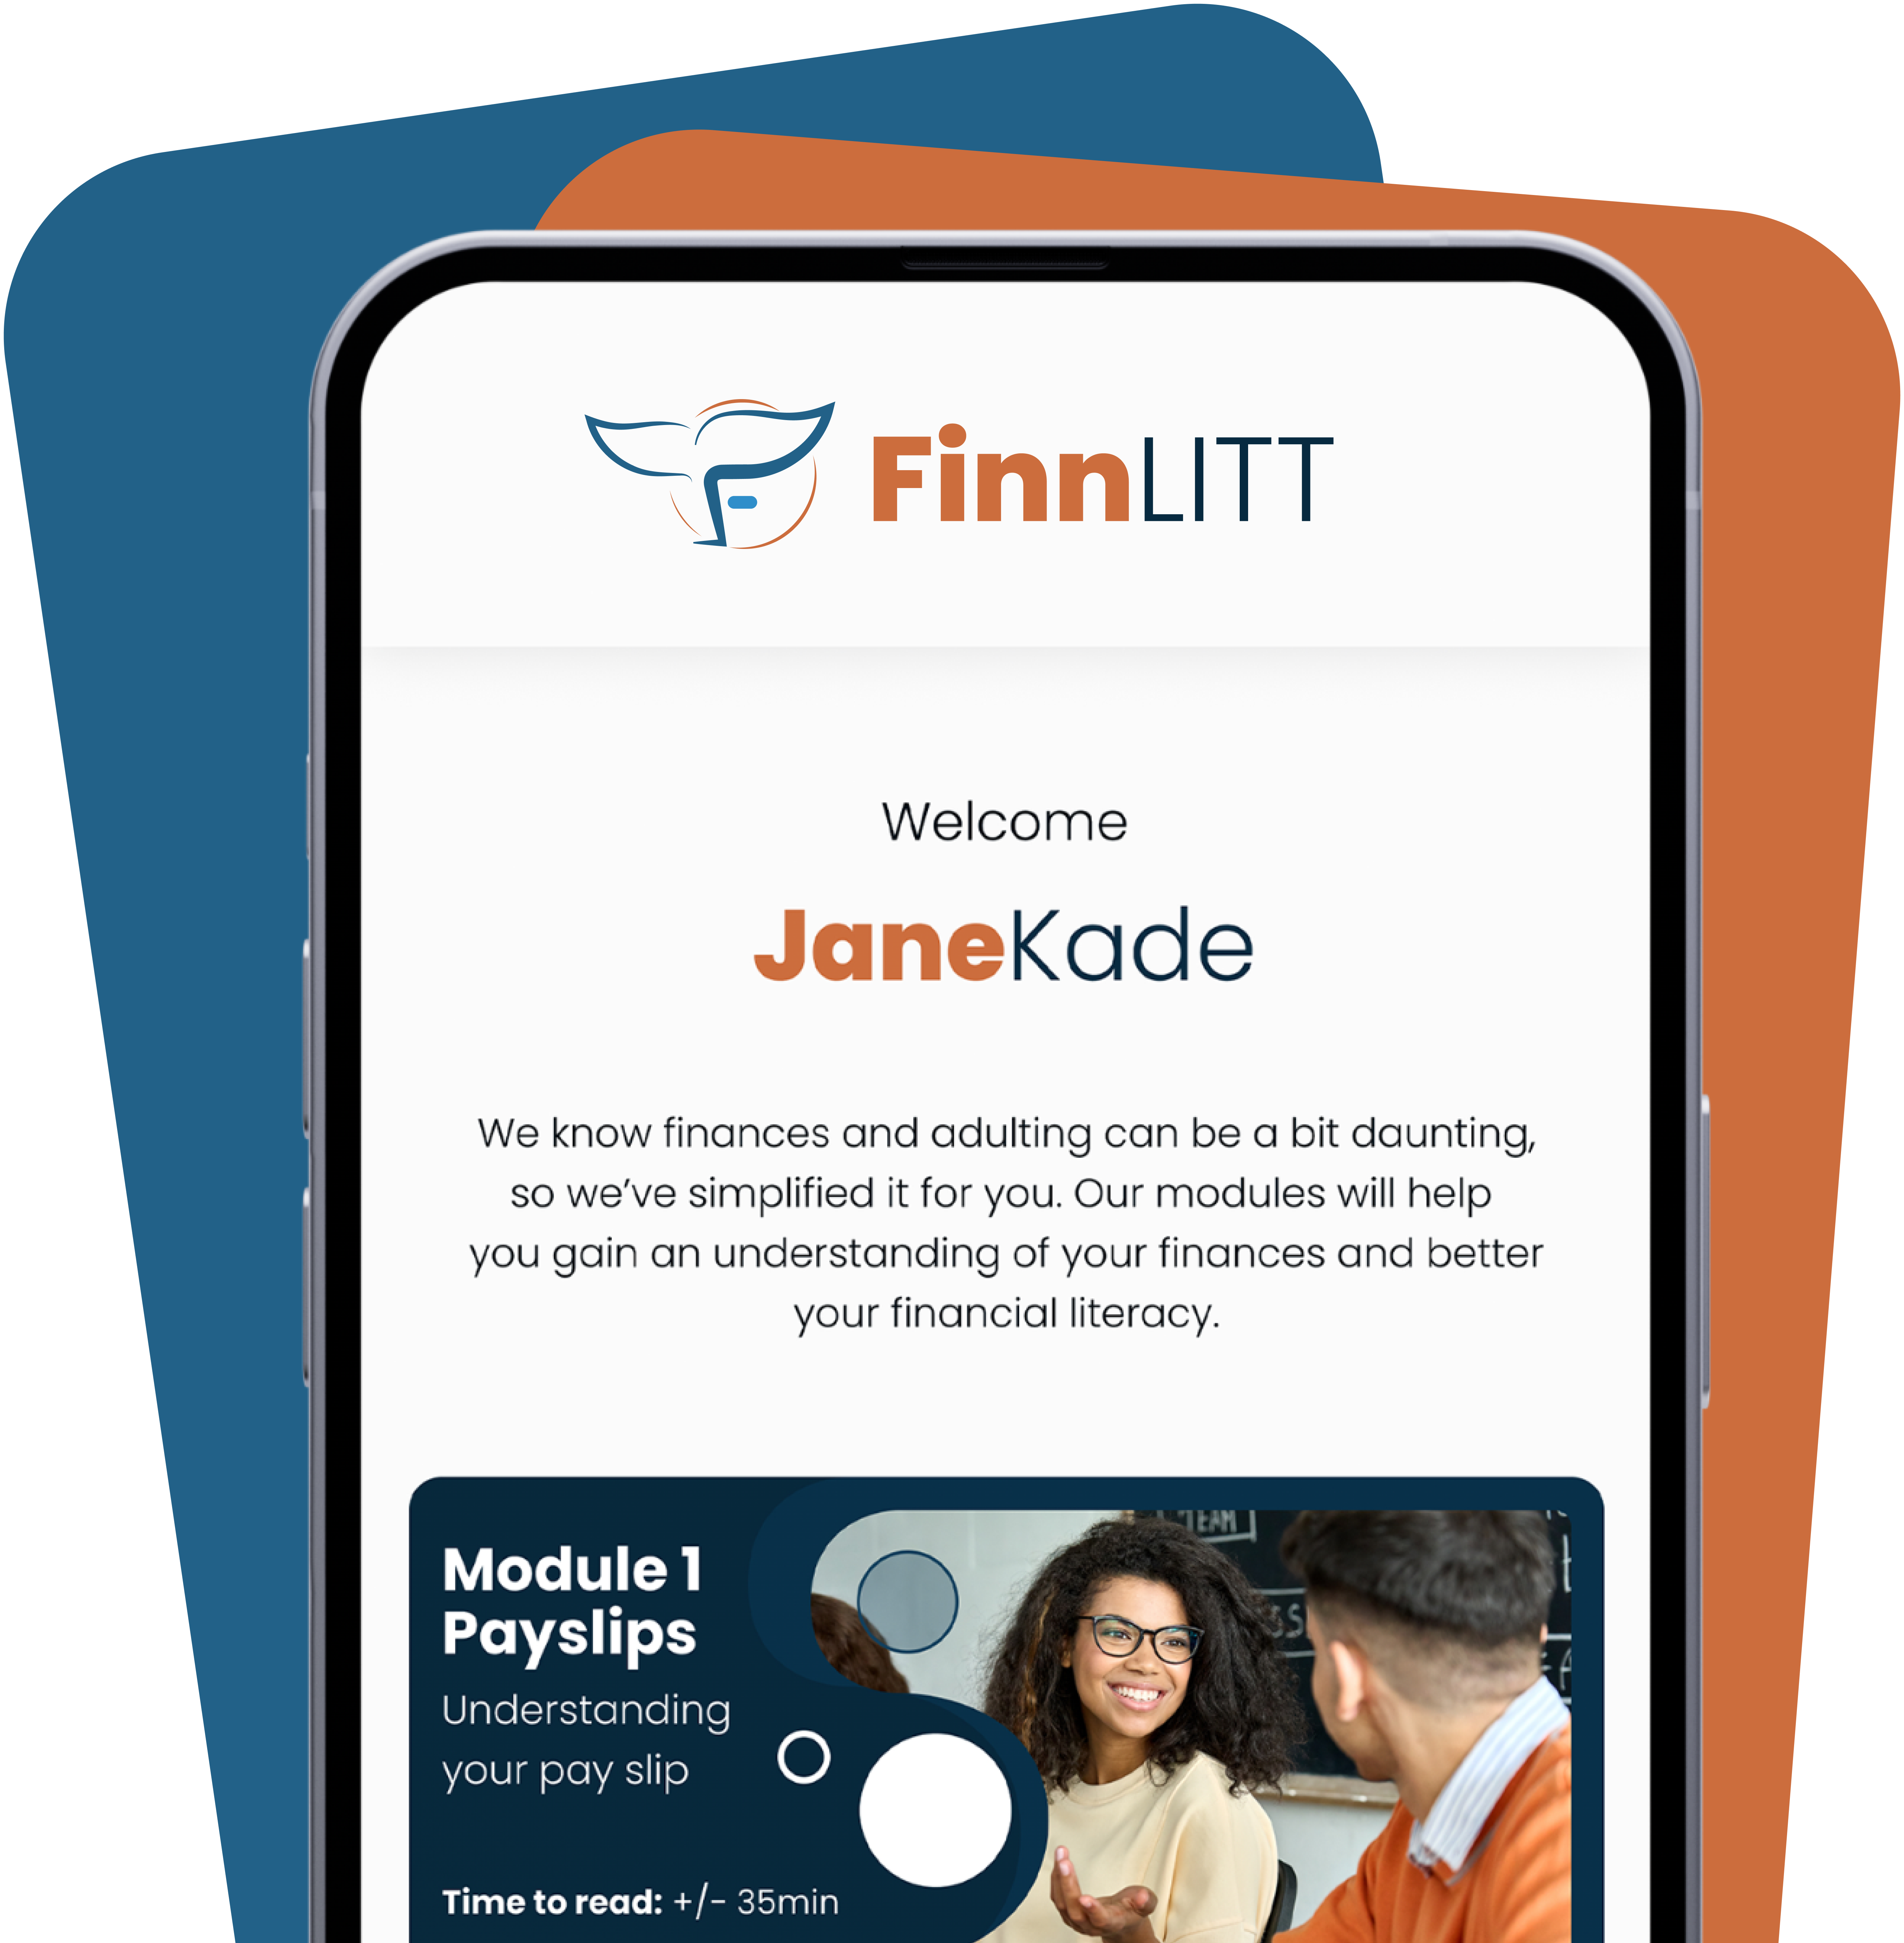 FinnLITT
Welcome
JaneKade
We know finances and adulting can be a bit daunting,
so we've simplified it for you. Our modules will help
you gain an understanding of your finances and better
your financial literacy.
Module 1
Payslips
Understanding
your pay slip
Time to read: +/- 35min
TEAM